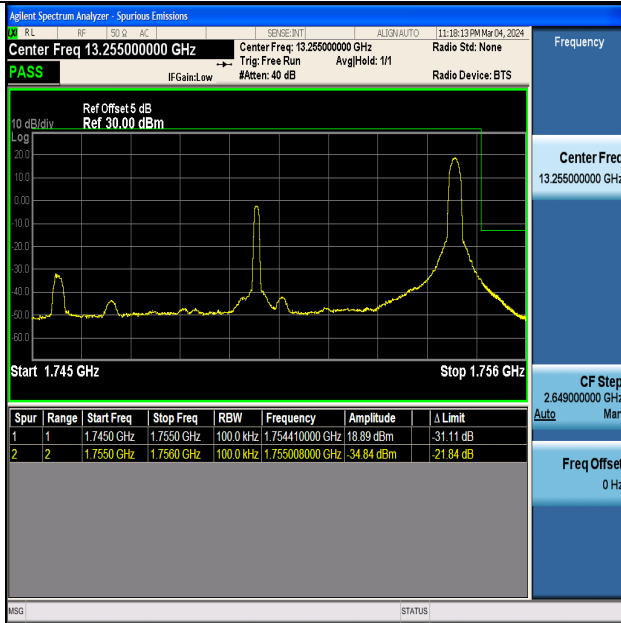 Agilent Spectrum Analyzer - Spurious Emissions
RL RF 50 Ω AC SENSE:INT ALIGNAUTO 11:18:13 PM Mar 04, 2024
Center Freq 13.255000000 GHz
Center Freq: 13.255000000 GHz
Radio Std: None
PASS
Trig: Free Run Avg|Hold: 1/1
IFGain:Low
#Atten: 40 dB
Radio Device: BTS
Ref Offset 5 dB
10 dB/div Ref 30.00 dBm
Log
20.0
10.0
0.00
-10.0
-20.0
-30.0
-40.0
-50.0
-60.0
Start 1.745 GHz Stop 1.756 GHz
Spur Range Start Freq Stop Freq RBW Frequency Amplitude Δ Limit
1 1 1.7450 GHz 1.7550 GHz 100.0 kHz 1.754410000 GHz 18.89 dBm -31.11 dB
2 2 1.7550 GHz 1.7560 GHz 100.0 kHz 1.755008000 GHz -34.84 dBm -21.84 dB
Frequency
Center Freq
13.255000000 GHz
CF Step
2.649000000 GHz
Auto Man
Freq Offset
0 Hz
MSG STATUS